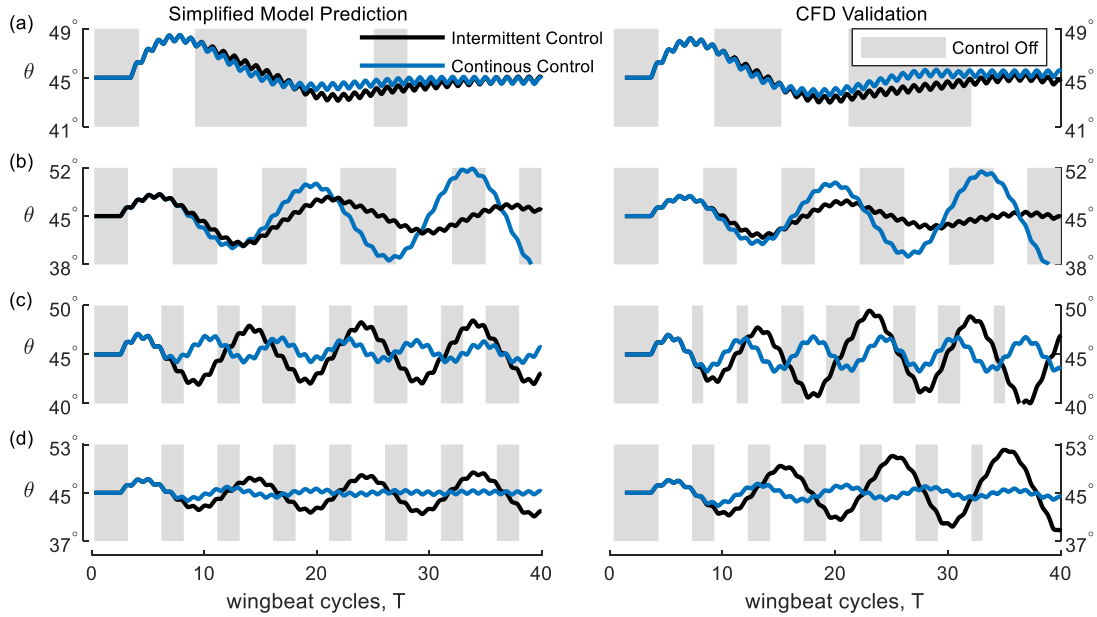 Simplified Model Prediction
CFD Validation
(a)
49°
θ
45°
41°
Intermittent Control
Continous Control
Control Off
49°
45°
41°
(b)
52°
θ
45°
38°
52°
45°
38°
(c)
50°
θ
45°
40°
50°
45°
40°
(d)
53°
θ
45°
37°
53°
45°
37°
0 10 20 30 40
0 10 20 30 40
wingbeat cycles, T
wingbeat cycles, T